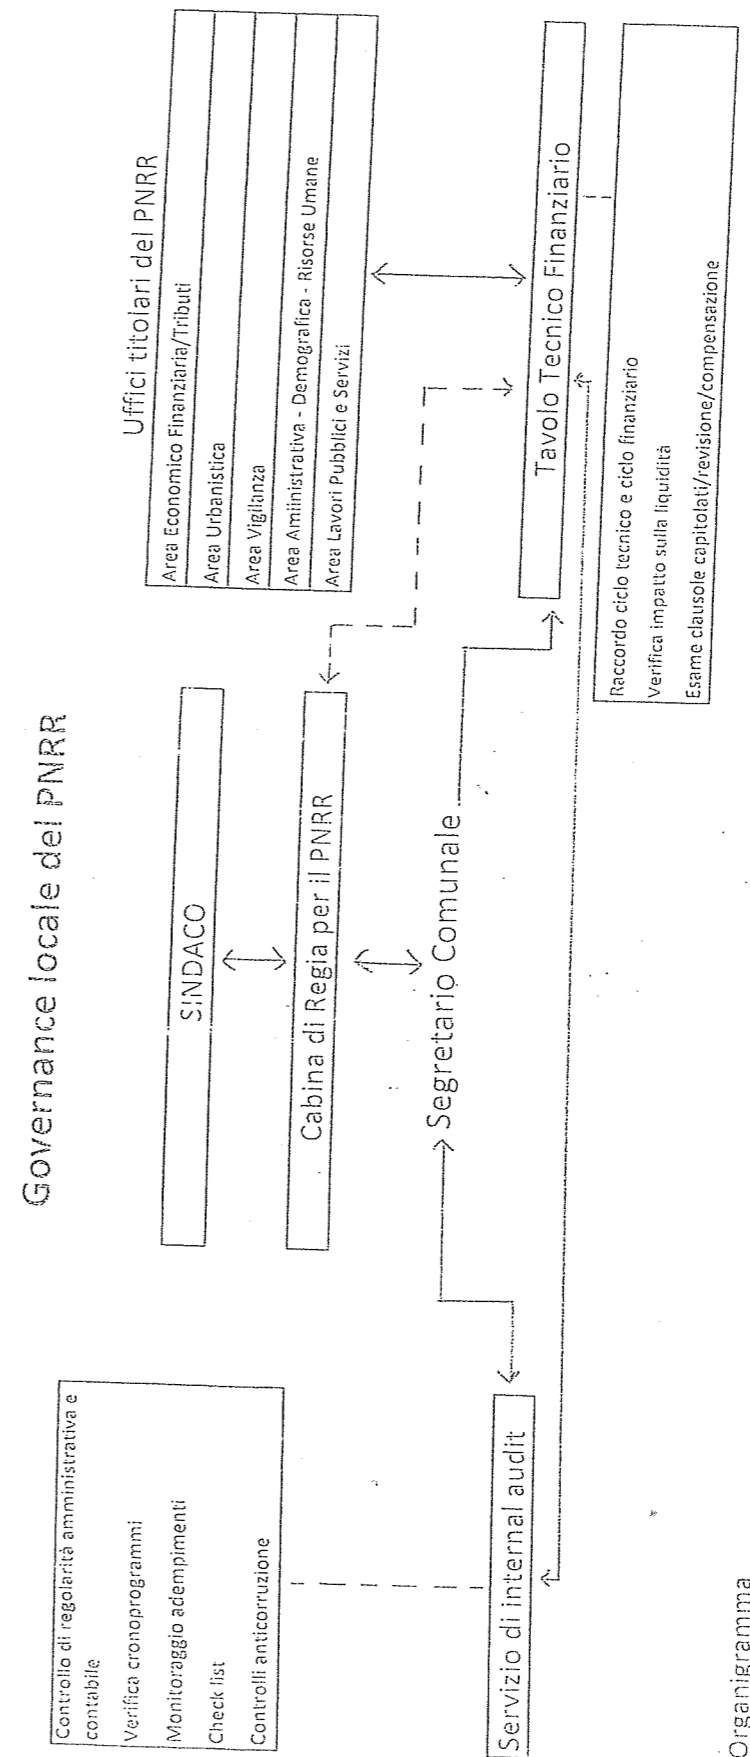 Governance locale del PNRR
Controllo di regolarità amministrativa e
contabile
Verifica cronoprogrammi
Monitoraggio adempimenti
Check list
Controlli anticorruzione
SINDACO
Cabina di Regia per il PNRR
Segretario Comunale
Uffici titolari del PNRR
Area Economico Finanziaria/Tributi
Area Urbanistica
Area Vigilanza
Area Amiinistrativa - Demografica - Risorse Umane
Area Lavori Pubblici e Servizi
Servizio di internal audit
Tavolo Tecnico Finanziario
Raccordo ciclo tecnico e ciclo finanziario
Verifica impatto sulla liquidità
Esame clausole capitolati/revisione/compensazione
Organigramma